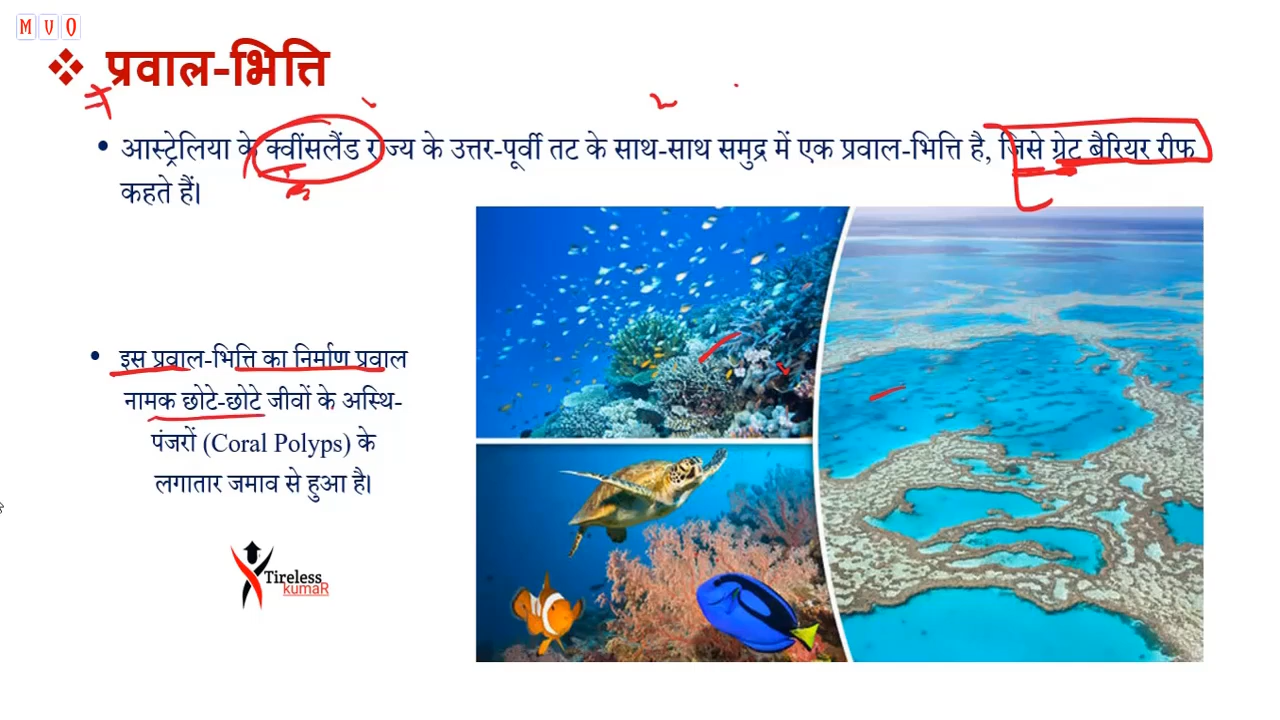 M V O
प्रवाल-भित्ति
2
आस्ट्रेलिया के क्वींसलैंड राज्य के उत्तर-पूर्वी तट के साथ-साथ समुद्र में एक प्रवाल-भित्ति है, जिसे ग्रेट बैरियर रीफ
कहते हैं।
इस प्रवाल-भित्ति का निर्माण प्रवाल
नामक छोटे-छोटे जीवों के अस्थि-
पंजरों (Coral Polyps) के
लगातार जमाव से हुआ है।
Tireless
kumaR